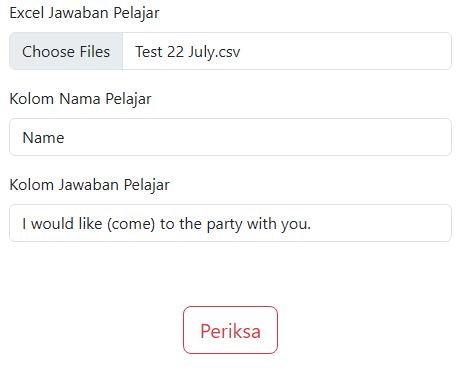 Excel Jawaban Pelajar
Choose Files Test 22 July.csv
Kolom Nama Pelajar
Name
Kolom Jawaban Pelajar
I would like (come) to the party with you.
Periksa